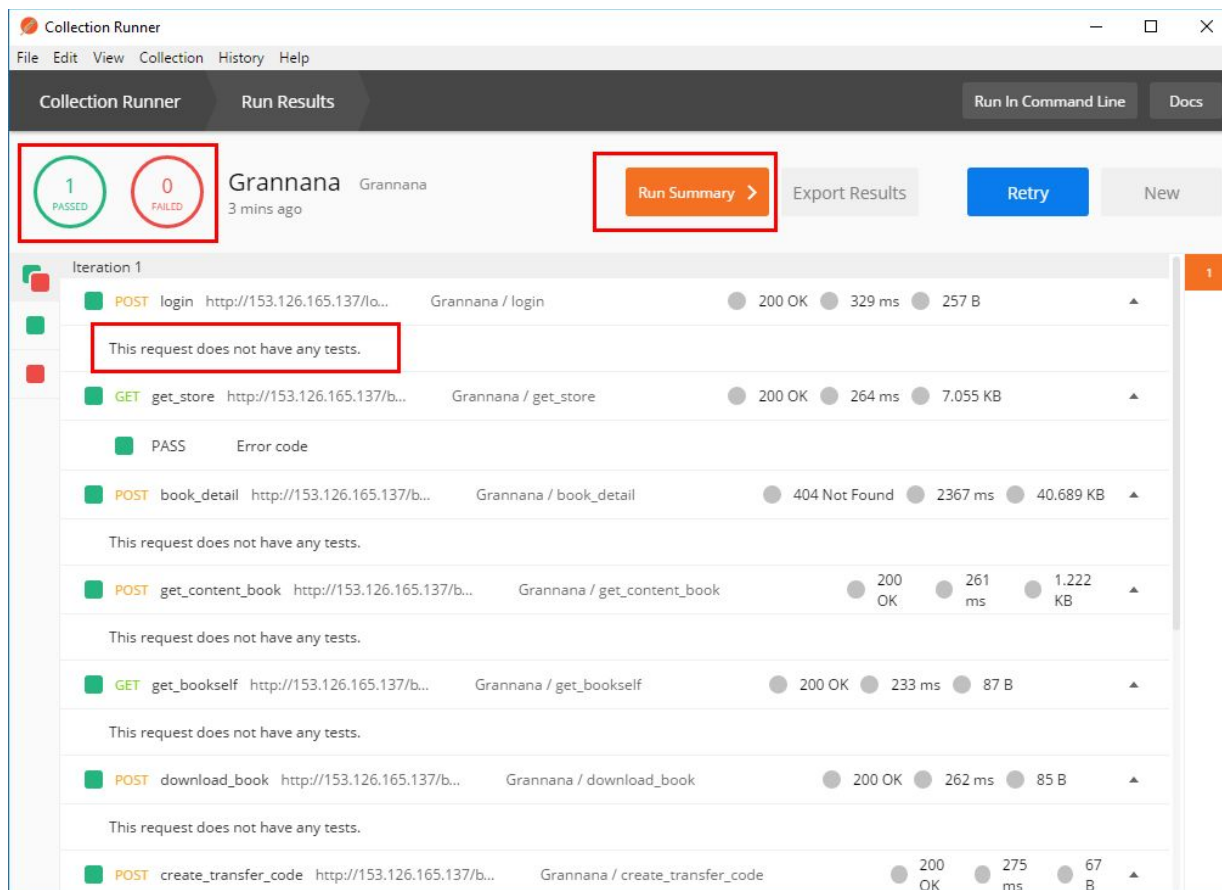 Collection Runner
File Edit View Collection History Help
Collection Runner Run Results Run In Command Line Docs
1 PASSED 0 FAILED Grannana Grannana Run Summary Export Results Retry New
3 mins ago
Iteration 1
1
POST login http://153.126.165.137/lo... Grannana / login 200 OK 329 ms 257 B
This request does not have any tests.
GET get_store http://153.126.165.137/b... Grannana / get_store 200 OK 264 ms 7.055 KB
PASS Error code
POST book_detail http://153.126.165.137/b... Grannana / book_detail 404 Not Found 2367 ms 40.689 KB
This request does not have any tests.
POST get_content_book http://153.126.165.137/b... Grannana / get_content_book 200 OK 261 ms 1.222 KB
This request does not have any tests.
GET get_bookself http://153.126.165.137/b... Grannana / get_bookself 200 OK 233 ms 87 B
This request does not have any tests.
POST download_book http://153.126.165.137/b... Grannana / download_book 200 OK 262 ms 85 B
This request does not have any tests.
POST create_transfer_code http://153.126.165.137/b... Grannana / create_transfer_code 200 OK 275 ms 67 B